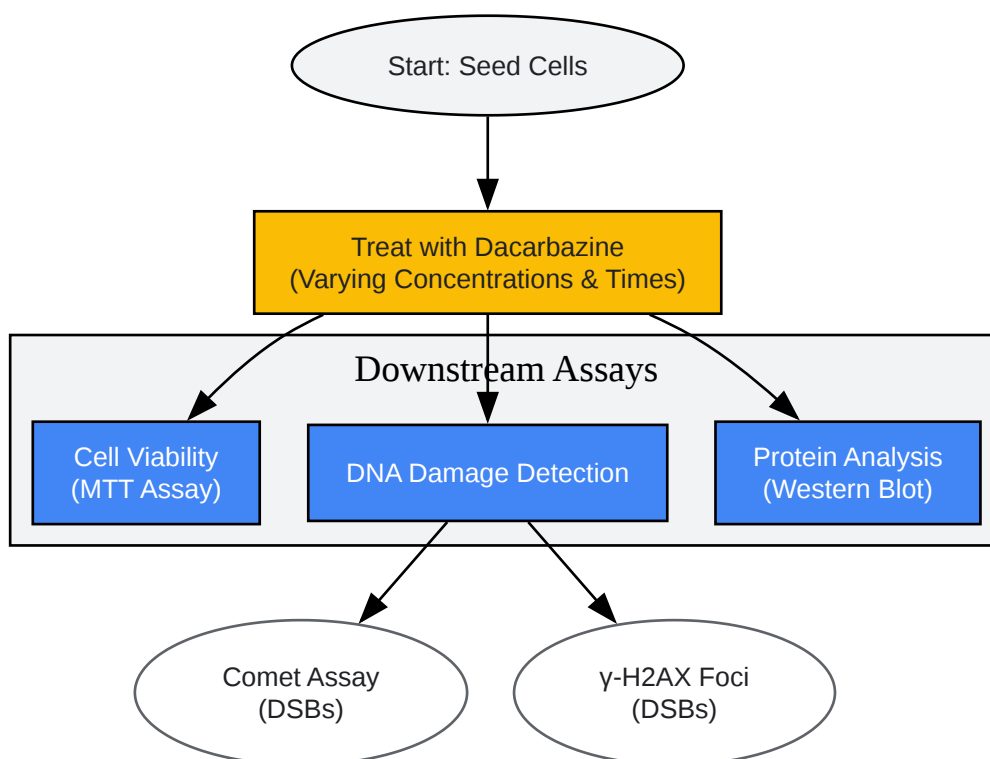 Start: Seed Cells
Treat with Dacarbazine
(Varying Concentrations & Times)
Downstream Assays
Cell Viability
(MTT Assay)
DNA Damage Detection
Protein Analysis
(Western Blot)
Comet Assay
(DSBs)
γ-H2AX Foci
(DSBs)